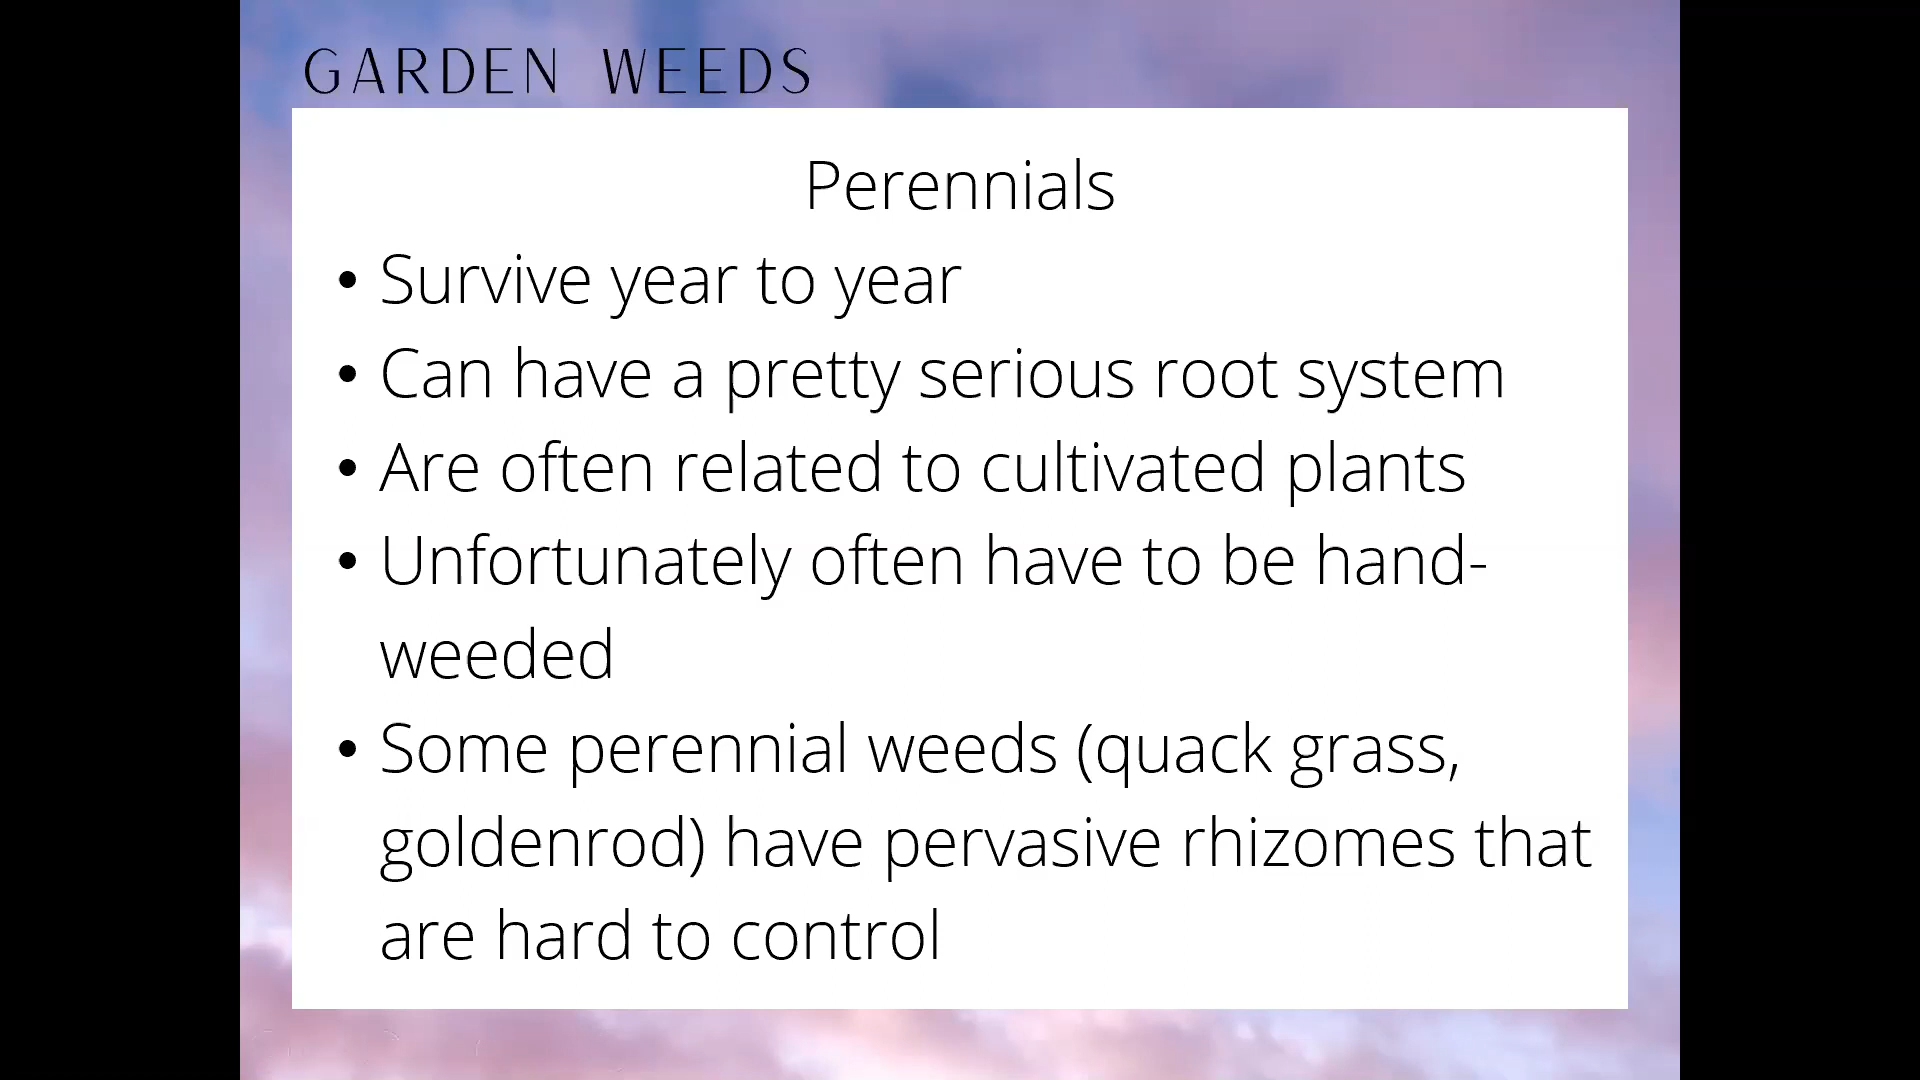 GARDEN WEEDS
Perennials
• Survive year to year
• Can have a pretty serious root system
• Are often related to cultivated plants
• Unfortunately often have to be hand-
weeded
• Some perennial weeds (quack grass,
goldenrod) have pervasive rhizomes that
are hard to control